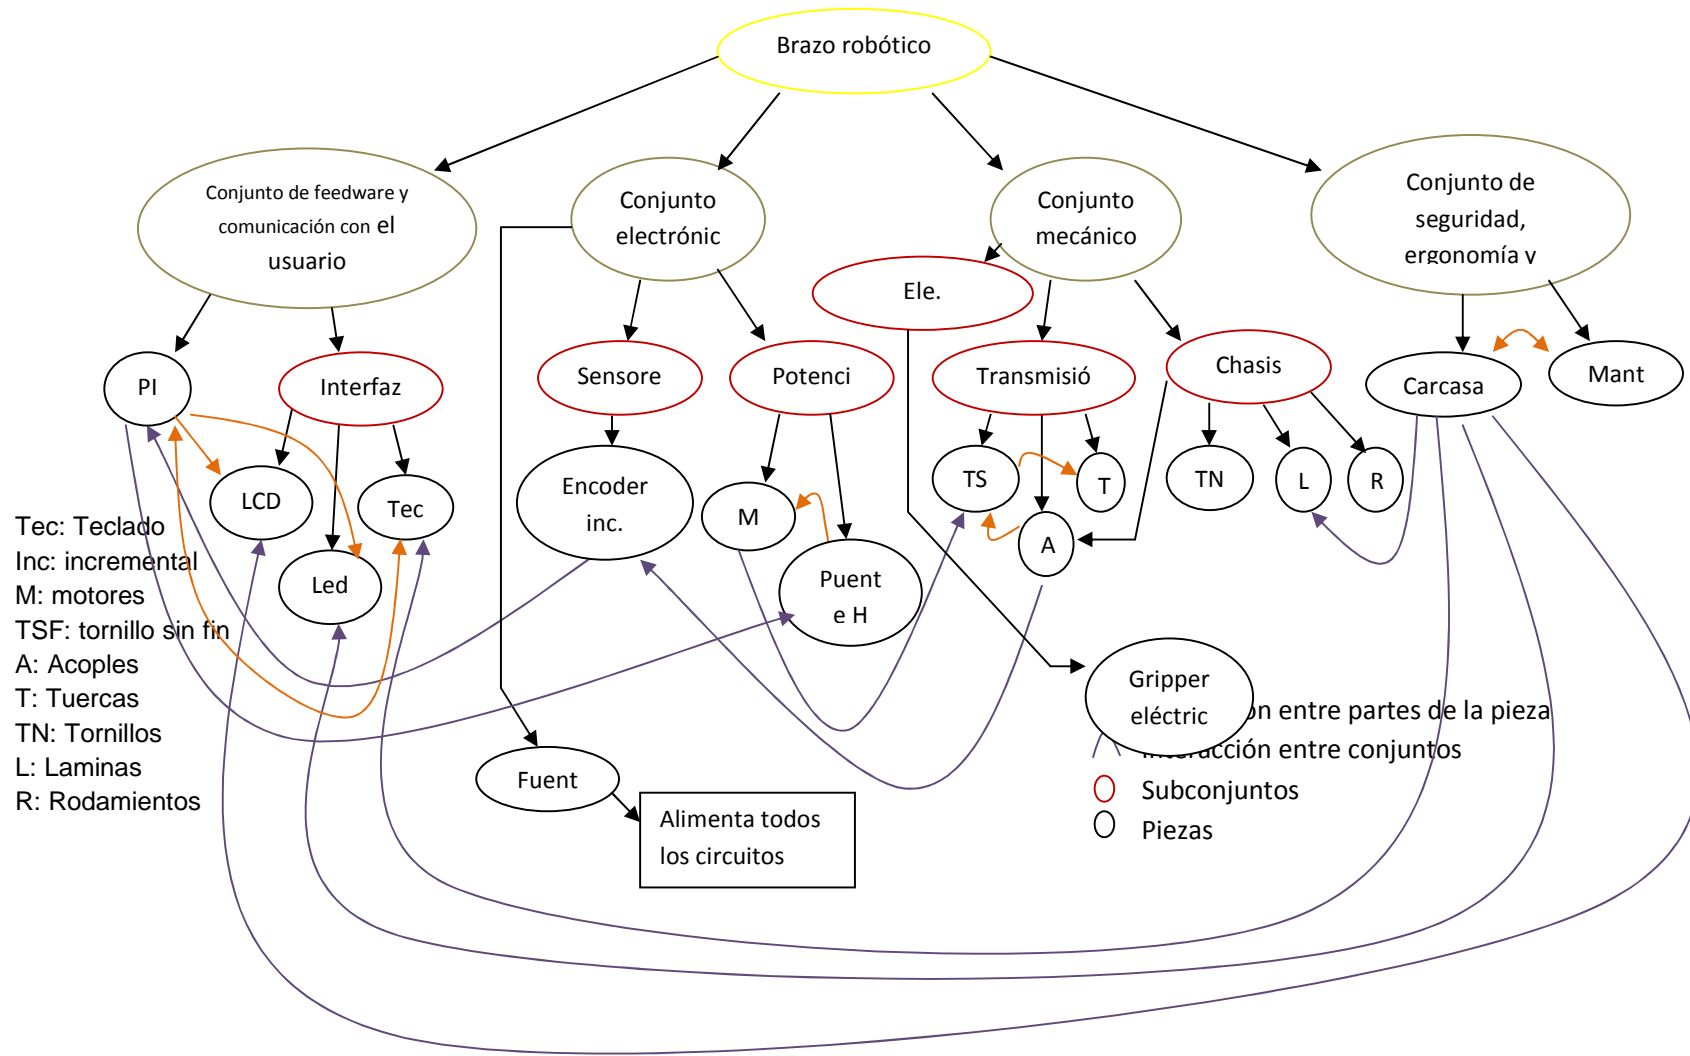 Brazo robótico
Conjunto de feedware y
comunicación con el
usuario
Conjunto
electrónic
Conjunto
mecánico
Conjunto de
seguridad,
ergonomía y
Ele.
PI
Interfaz
Sensore
Potenci
Transmisió
Chasis
Carcasa
Mant
LCD
Tec
Led
Encoder
inc.
M
Puent
e H
TS
T
A
TN
L
R
Tec: Teclado
Inc: incremental
M: motores
TSF: tornillo sin fin
A: Acoples
T: Tuercas
TN: Tornillos
L: Laminas
R: Rodamientos
Fuent
Alimenta todos
los circuitos
Gripper
eléctric
ón entre partes de la pieza
Interacción entre conjuntos
Subconjuntos
Piezas